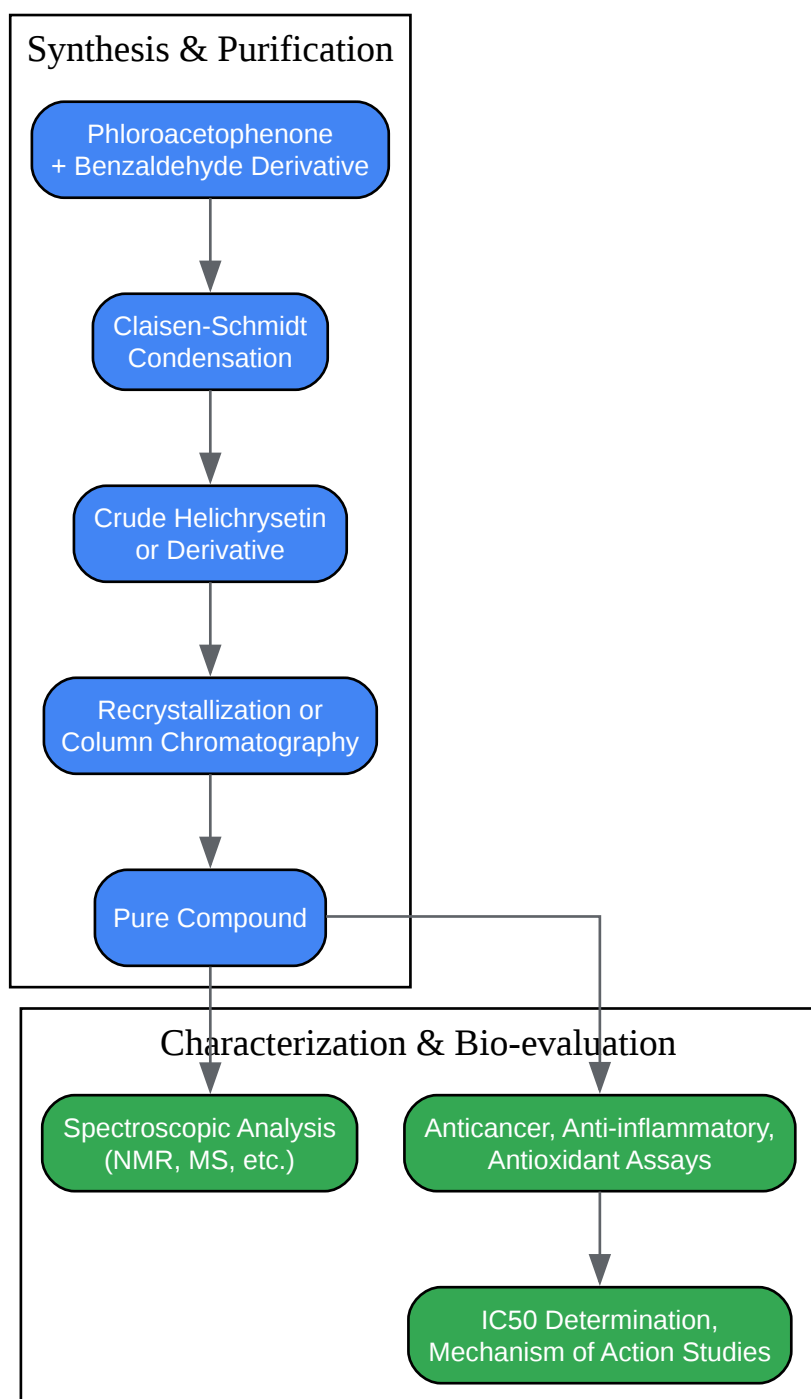 Synthesis & Purification
Phloroacetophenone
+ Benzaldehyde Derivative
Claisen-Schmidt
Condensation
Crude Helichrysetin
or Derivative
Recrystallization or
Column Chromatography
Pure Compound
Characterization & Bio-evaluation
Spectroscopic Analysis
(NMR, MS, etc.)
Anticancer, Anti-inflammatory,
Antioxidant Assays
IC50 Determination,
Mechanism of Action Studies